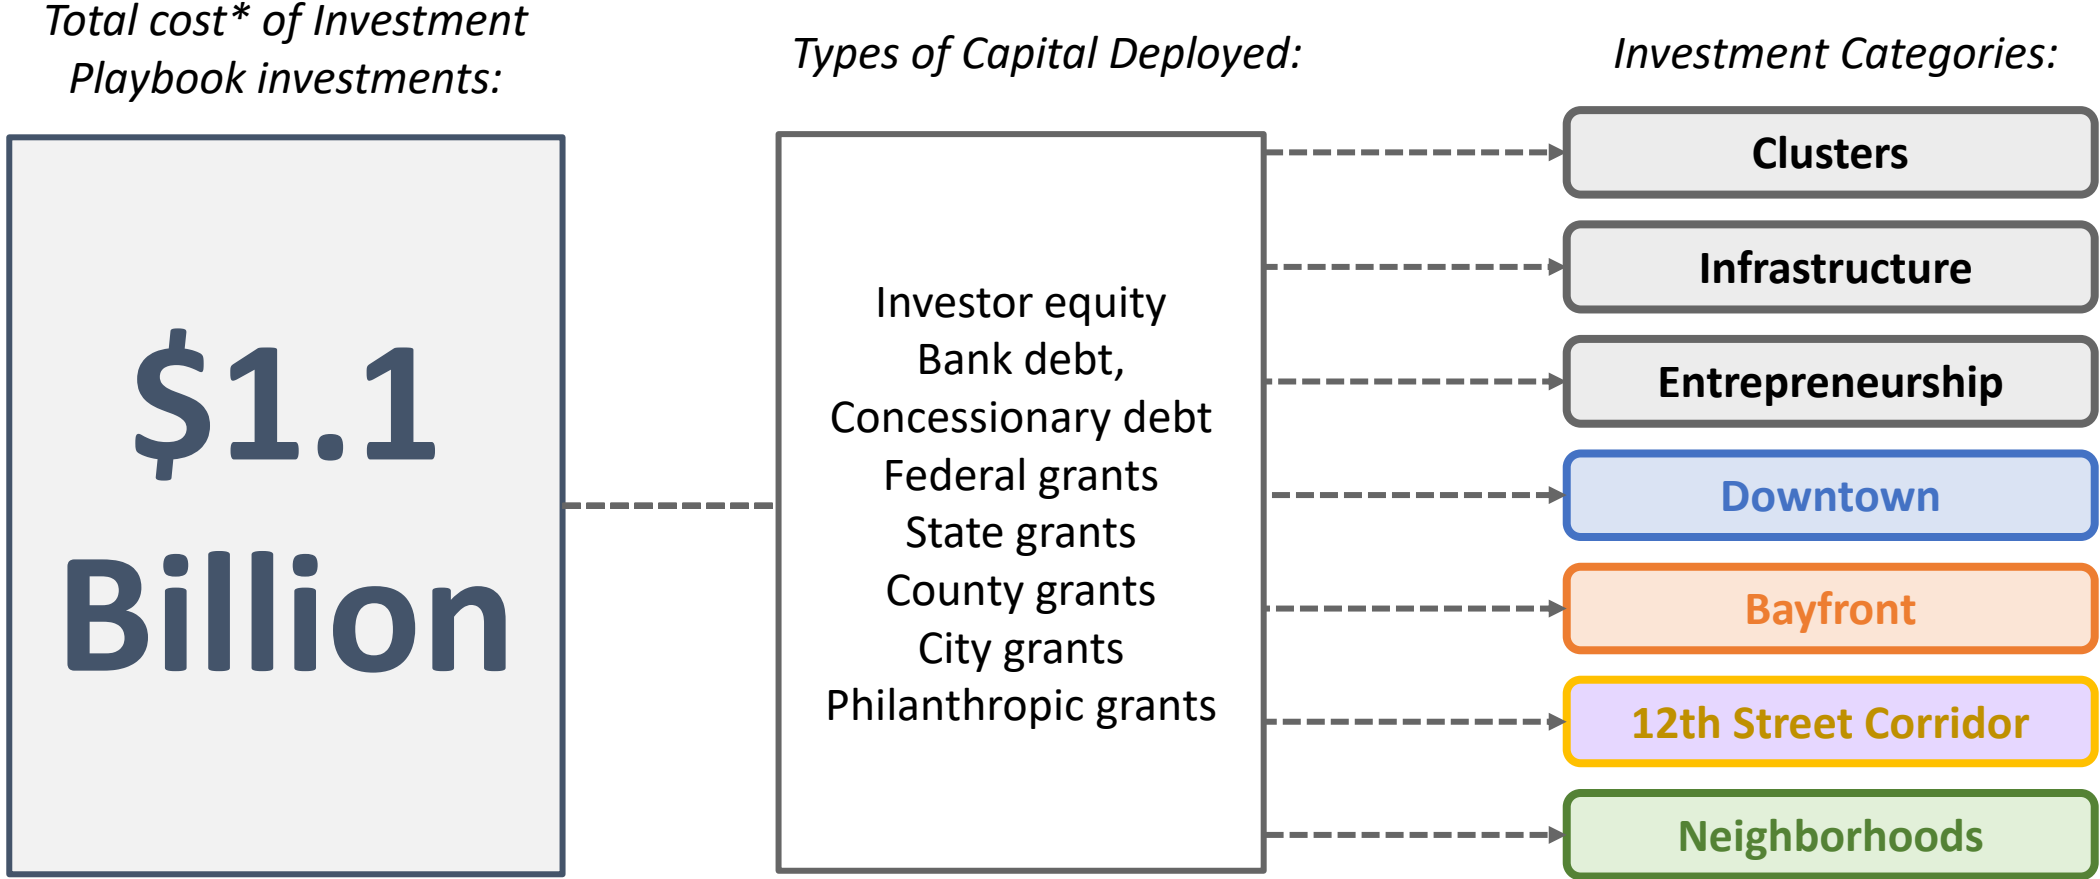 Total cost* of Investment
Playbook investments:
$1.1
Billion
Types of Capital Deployed:
Investor equity
Bank debt,
Concessionary debt
Federal grants
State grants
County grants
City grants
Philanthropic grants
Investment Categories:
Clusters
Infrastructure
Entrepreneurship
Downtown
Bayfront
12th Street Corridor
Neighborhoods